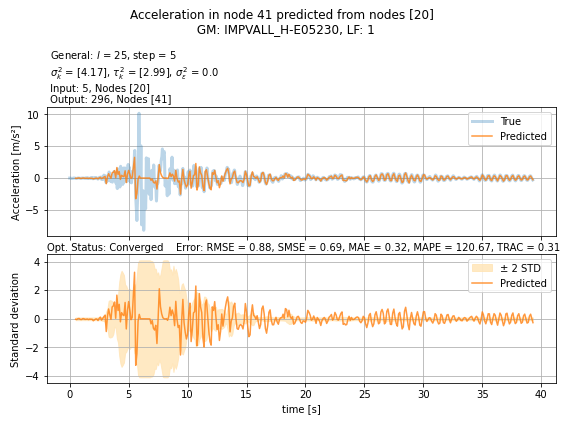 Acceleration in node 41 predicted from nodes [20]
GM: IMPVALL_H-E05230, LF: 1
General: l = 25, step = 5
σ²ₖ = [4.17], τ²ₖ = [2.99], σ²ε = 0.0
Input: 5, Nodes [20]
Output: 296, Nodes [41]
10
5
0
−5
Acceleration [m/s²]
True
Predicted
Opt. Status: Converged Error: RMSE = 0.88, SMSE = 0.69, MAE = 0.32, MAPE = 120.67, TRAC = 0.31
4
2
0
−2
−4
Standard deviation
± 2 STD
Predicted
0 5 10 15 20 25 30 35 40
time [s]